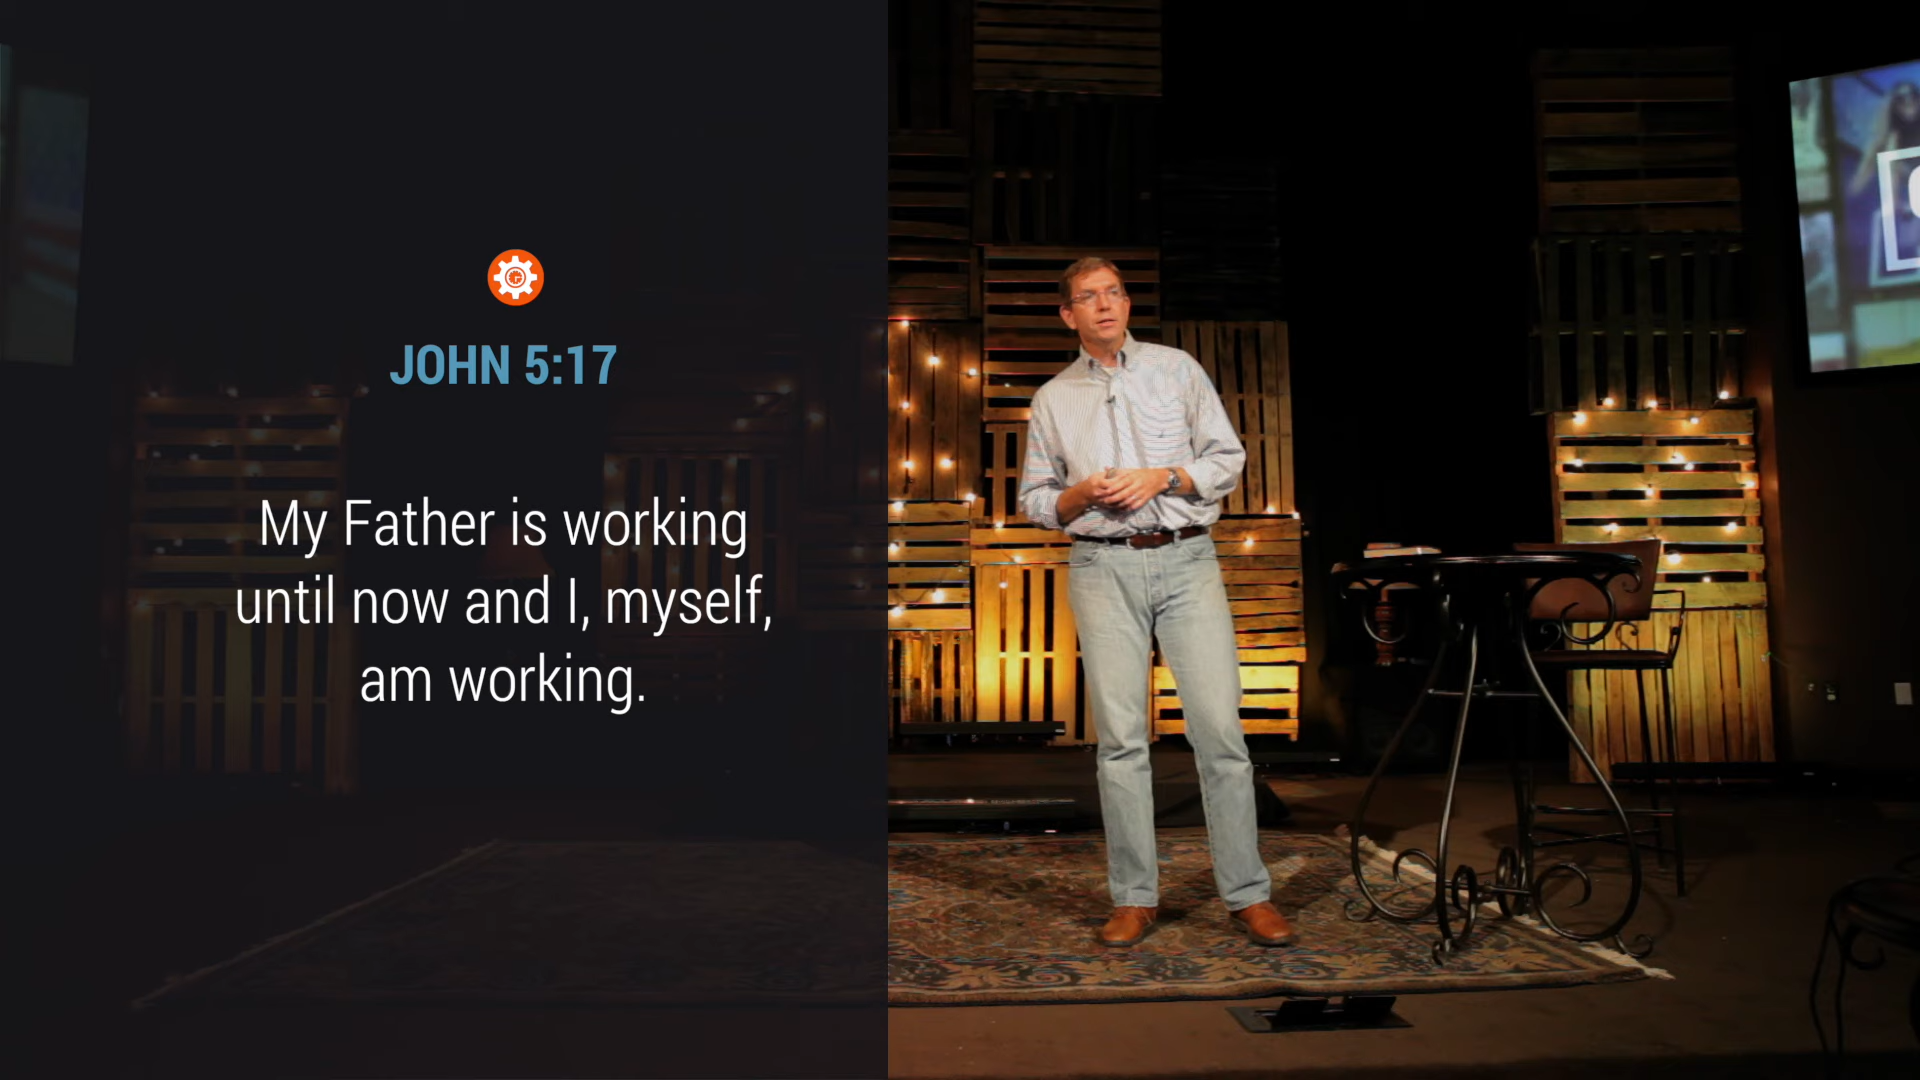 JOHN 5:17
My Father is working
until now and I, myself,
am working.